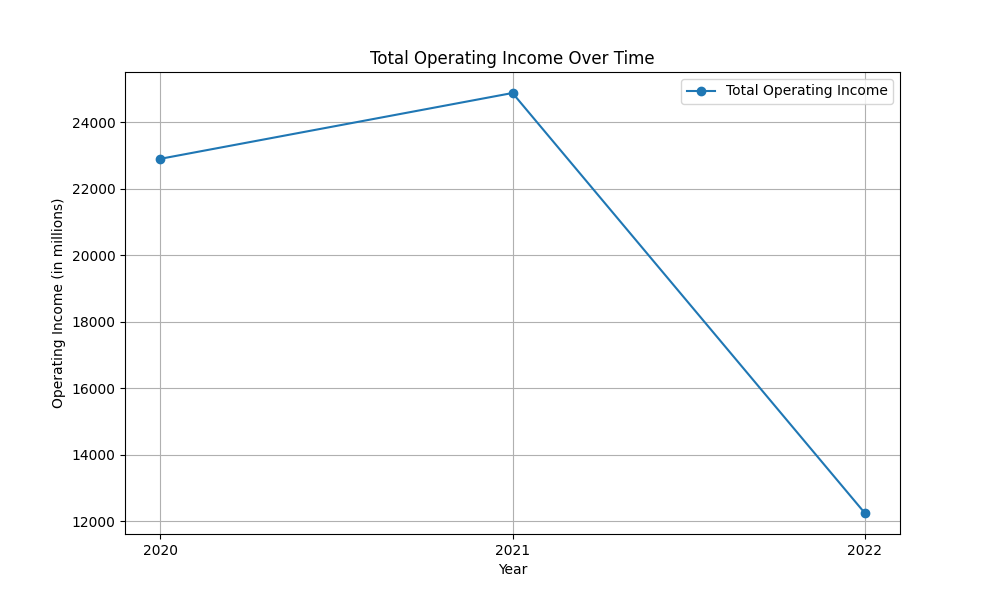 Total Operating Income Over Time
Total Operating Income
Operating Income (in millions)
24000
22000
20000
18000
16000
14000
12000
2020 2021 2022
Year